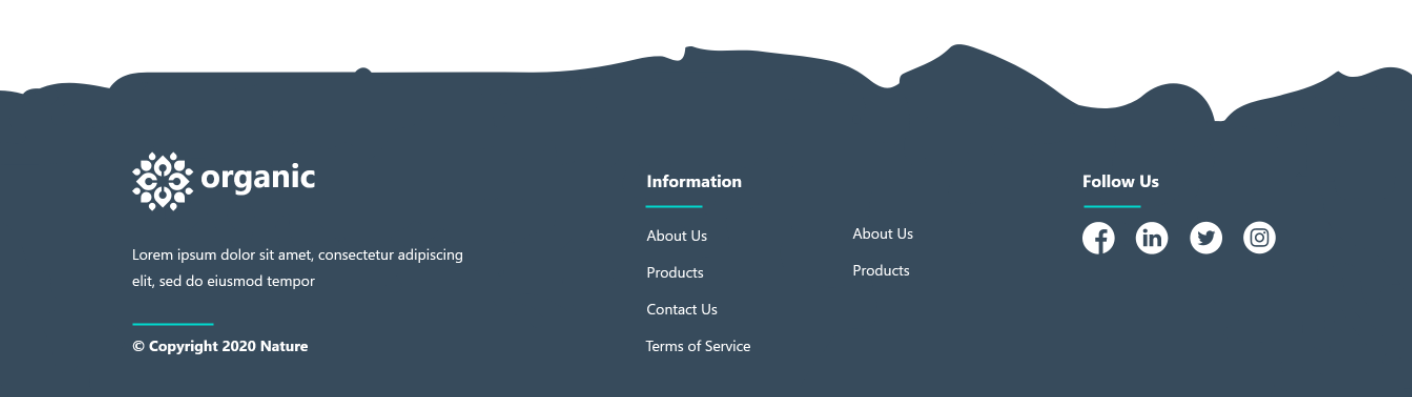 organic
Lorem ipsum dolor sit amet, consectetur adipiscing
elit, sed do eiusmod tempor
© Copyright 2020 Nature
Information
About Us
Products
Contact Us
Terms of Service
About Us
Products
Follow Us